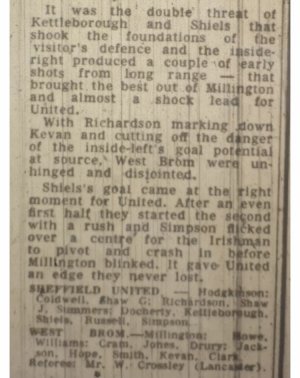 It was the double threat of
Kettleborough and Shiels that
shook the foundations of the
visitor's defence and the inside-
right produced a couple of early
shots from long range — that
brought the best out of Millington
and almost a shock lead for
United.
With Richardson marking down
Kevan and cutting off the danger
of the inside-left's goal potential
at source, West Brom were un-
hinged and disjointed.
Shiels's goal came at the right
moment for United. After an even
first half they started the second
with a rush and Simpson flicked
over a centre for the Irishman
to pivot and crash in before
Millington blinked. It gave United
an edge they never lost.
SHEFFIELD UNITED — Hodgkinson:
Coldwell, Shaw G: Richardson, Shaw
J, Summers: Docherty, Kettleborough,
Shiels, Russell, Simpson.
WEST BROM.—Millington: Howe,
Williams: Cram, Jones, Drury: Jack-
son, Hope, Smith, Kevan, Clark.
Referee: Mr. W. Crossley (Lancaster).